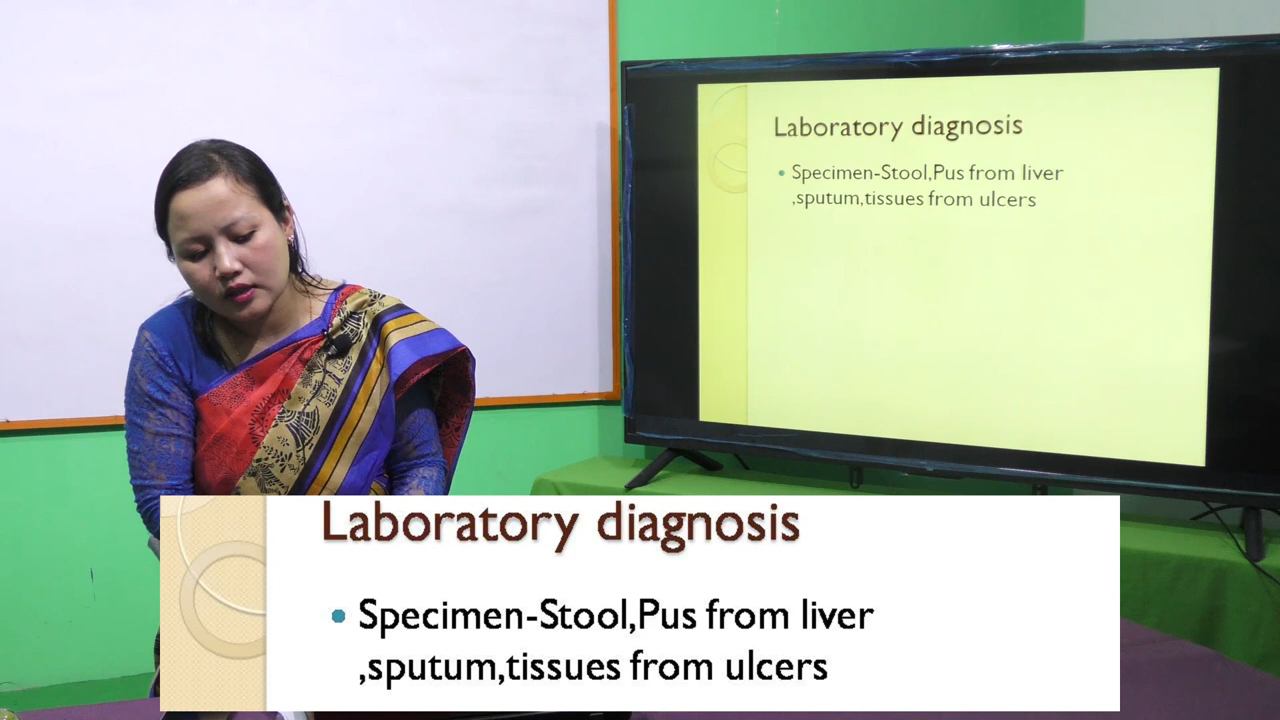 Laboratory diagnosis
Specimen-Stool,Pus from liver
,sputum,tissues from ulcers
Laboratory diagnosis
Specimen-Stool,Pus from liver
,sputum,tissues from ulcers